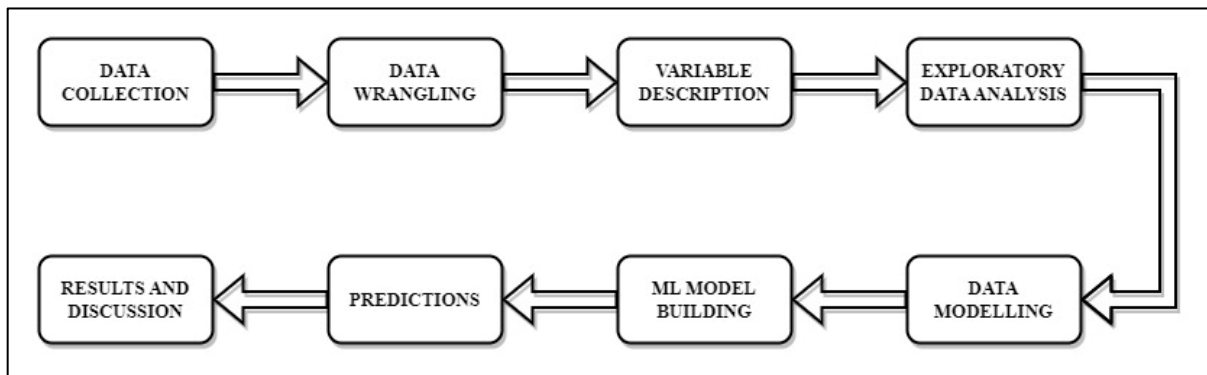 DATA
COLLECTION
DATA
WRANGLING
VARIABLE
DESCRIPTION
EXPLORATORY
DATA ANALYSIS
DATA
MODELLING
ML MODEL
BUILDING
PREDICTIONS
RESULTS AND
DISCUSSION